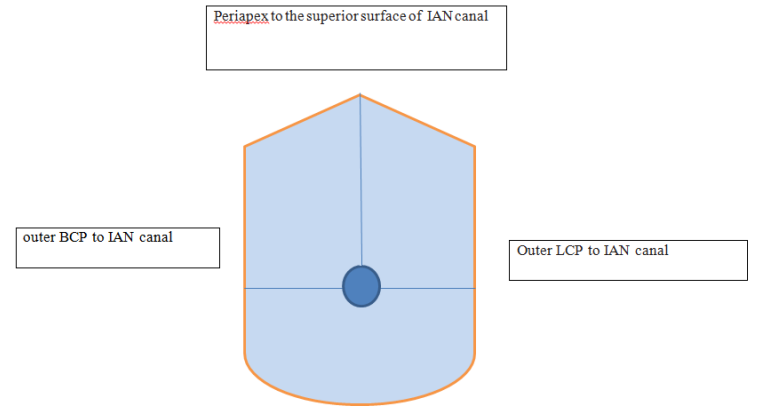 Periapex to the superior surface of IAN canal
outer BCP to IAN canal
Outer LCP to IAN canal